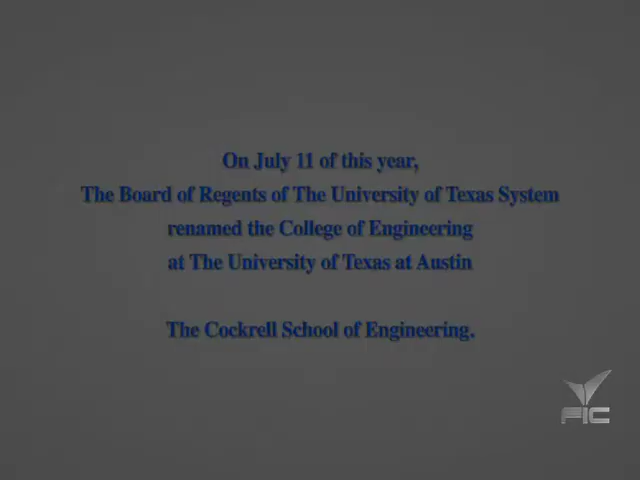 On July 11 of this year,
The Board of Regents of The University of Texas System
renamed the College of Engineering
at The University of Texas at Austin
The Cockrell School of Engineering.
FIC